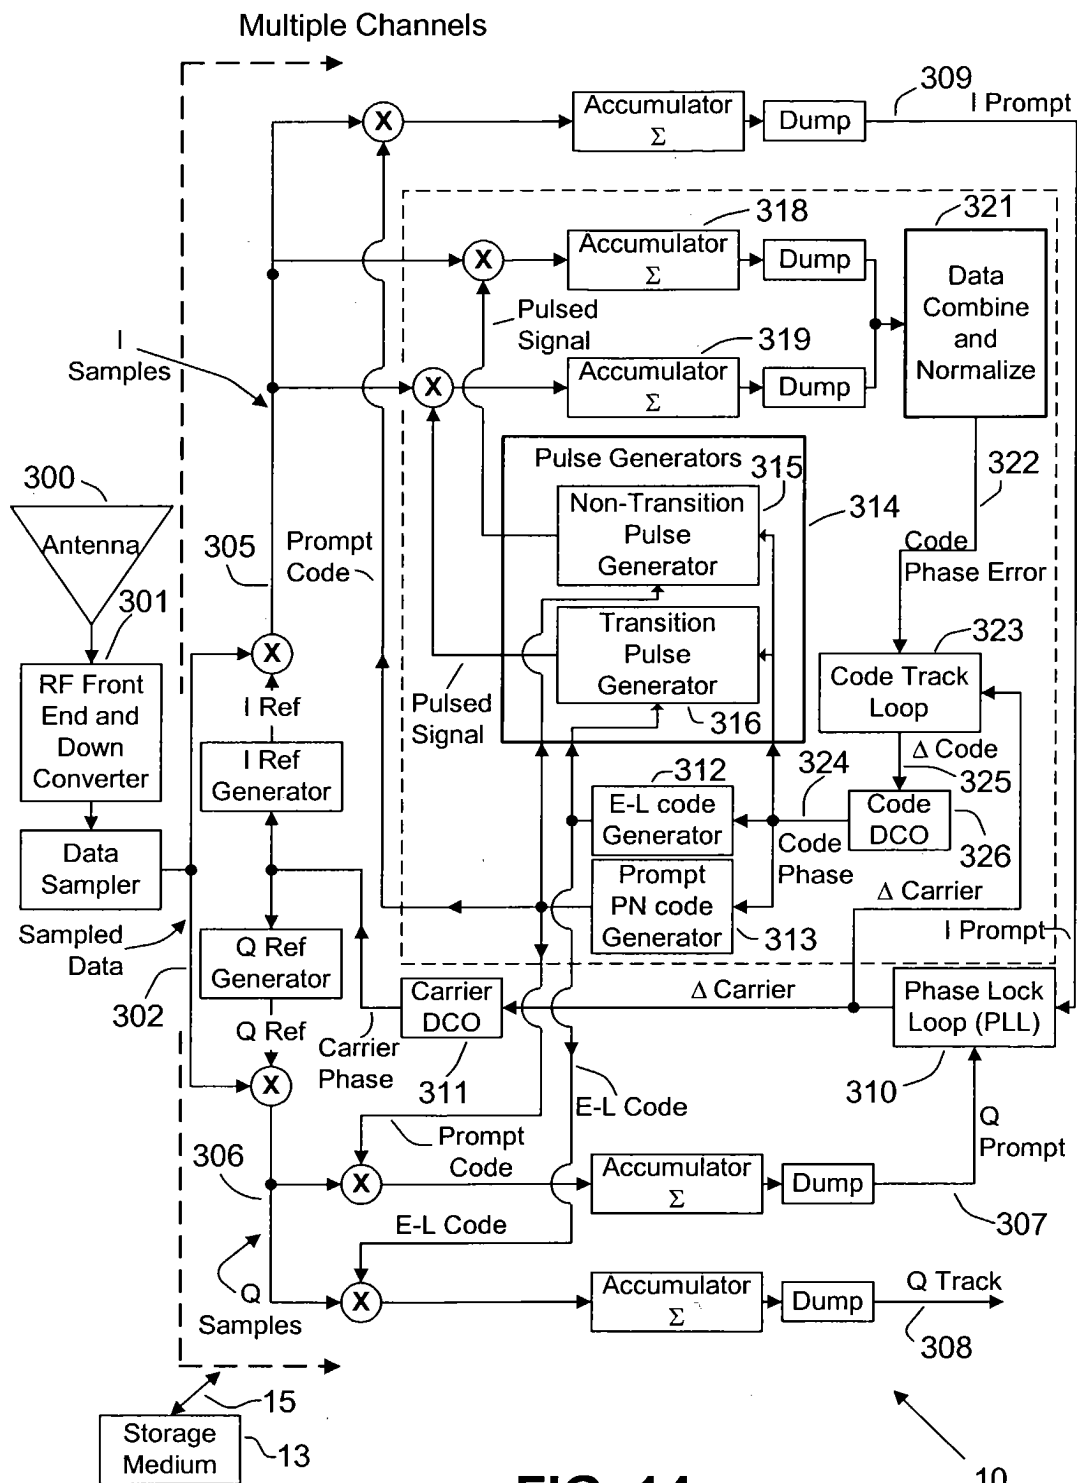 Multiple Channels
X
Accumulator
Σ
Dump
309
I Prompt
318
321
X
Accumulator
Σ
Dump
Data
Combine
and
Normalize
Pulsed
Signal
319
I
Samples
X
Accumulator
Σ
Dump
322
Pulse Generators
315
300
Antenna
305
Prompt
Code
Non-Transition
Pulse
Generator
314
Code
Phase Error
301
Transition
Pulse
Generator
323
X
RF Front
End and
Down
Converter
I Ref
Pulsed
Signal
316
Code Track
Loop
I Ref
Generator
Δ Code
312
324
325
E-L code
Generator
Code
DCO
Data
Sampler
Code
Phase
326
Prompt
PN code
Generator
Δ Carrier
313
Sampled
Data
Q Ref
Generator
I Prompt
302
Q Ref
Carrier
DCO
Δ Carrier
Phase Lock
Loop (PLL)
Carrier
Phase
X
311
310
E-L Code
Q
Prompt
Prompt
Code
306
X
Accumulator
Σ
Dump
307
E-L Code
Q
Samples
X
Accumulator
Σ
Dump
Q Track
308
15
Storage
Medium
13
10
FIG. 14